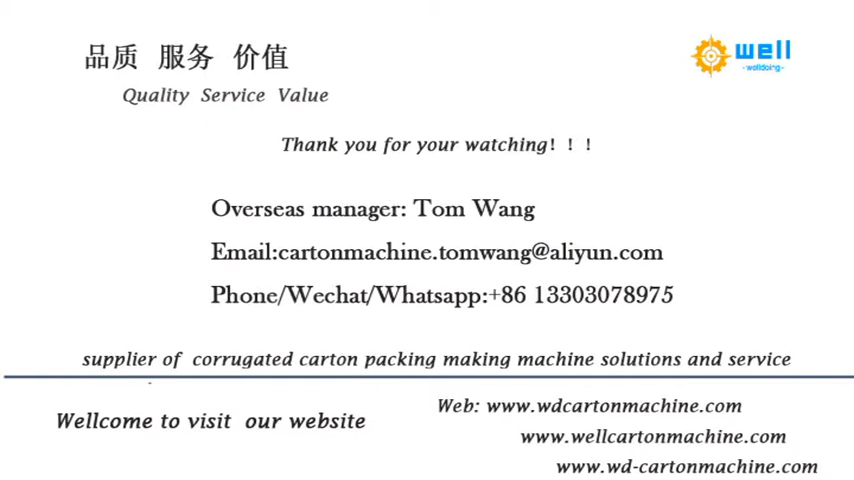 品质 服务 价值
Quality Service Value
well
-welldoing-
Thank you for your watching！！！
Overseas manager: Tom Wang
Email:cartonmachine.tomwang@aliyun.com
Phone/Wechat/Whatsapp:+86 13303078975
supplier of corrugated carton packing making machine solutions and service
Wellcome to visit our website
Web: www.wdcartonmachine.com
www.wellcartonmachine.com
www.wd-cartonmachine.com